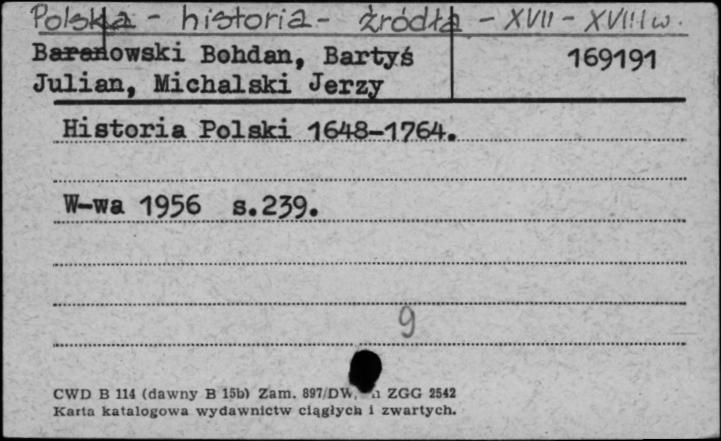 Polska - historia - źródła - XVII - XVIII w.
Baranowski Bohdan, Bartyś
169191
Julian, Michalski Jerzy
Historia Polski 1648-1764.
W-wa 1956 s.239.
9
CWD B 114 (dawny B 15b) Zam. 897/DW, ZGG 2542
Karta katalogowa wydawnictw ciągłych i zwartych.